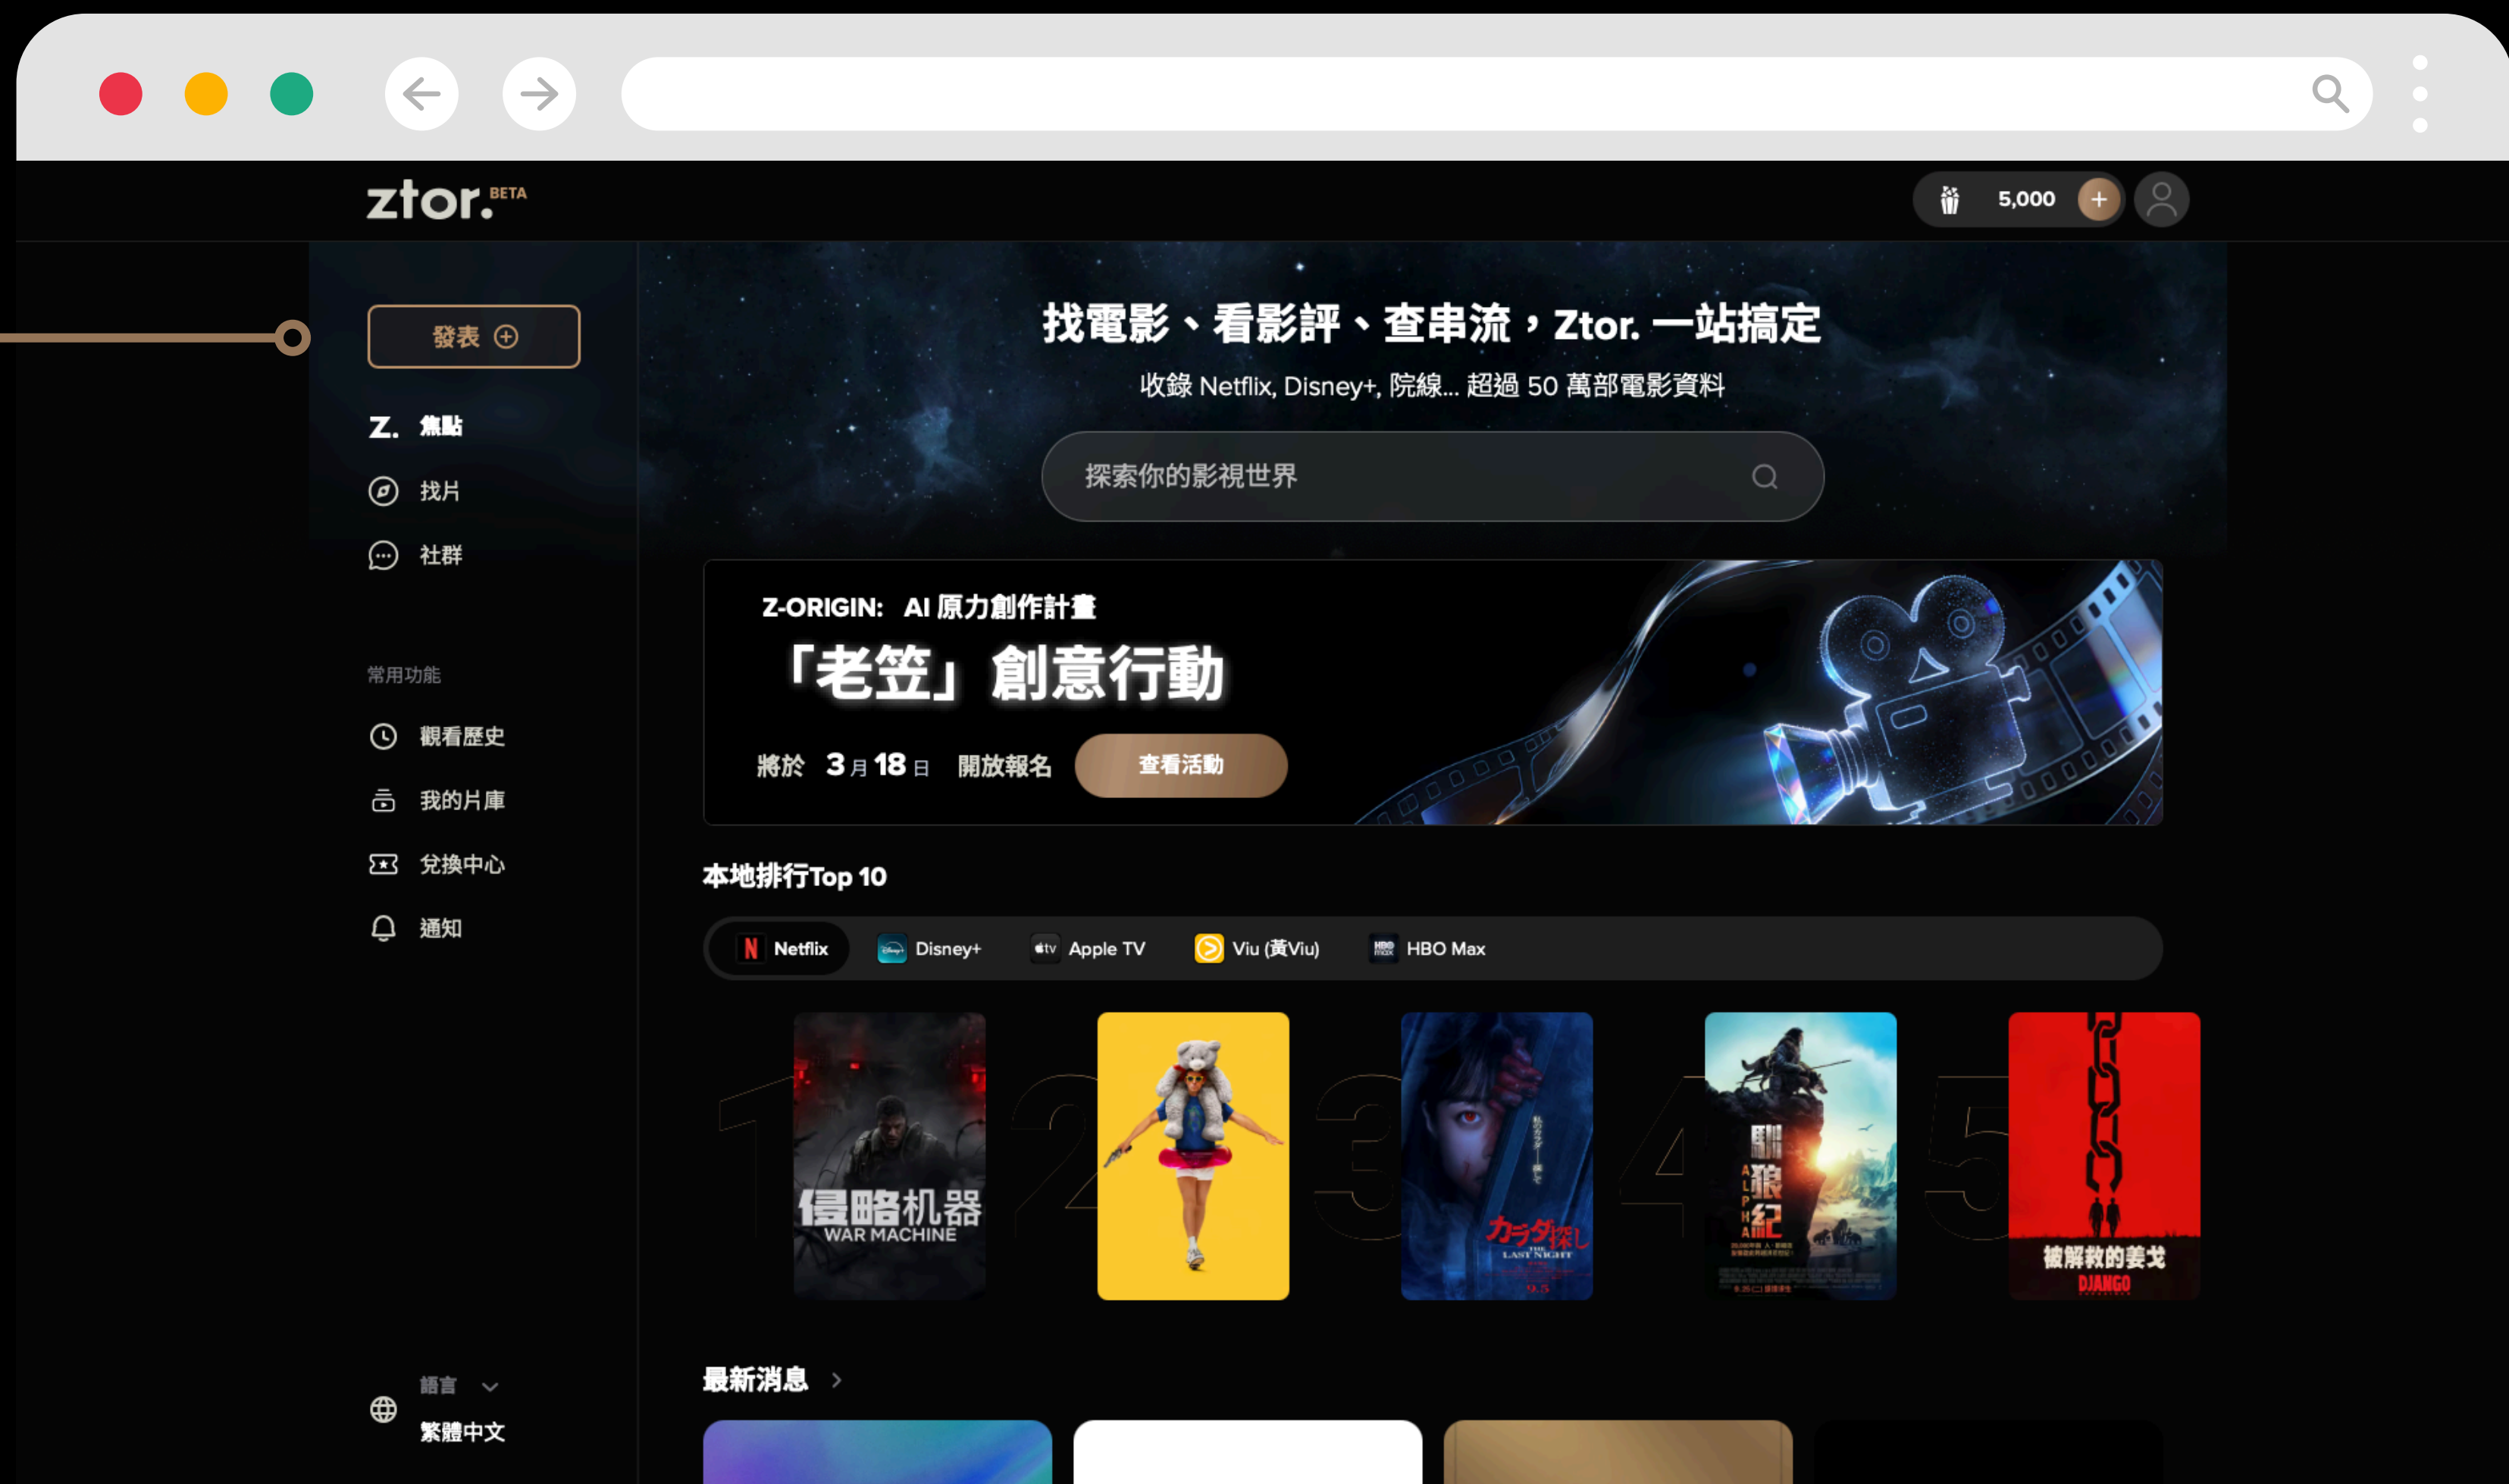 ztor. BETA
5,000
發表
Z. 焦點
找片
社群
常用功能
觀看歷史
我的片庫
兌換中心
通知
語言
繁體中文
找電影、看影評、查串流，Ztor. 一站搞定
收錄 Netflix, Disney+, 院線... 超過 50 萬部電影資料
探索你的影視世界
Z-ORIGIN: AI 原力創作計畫
「老笠」創意行動
將於 3 月 18 日 開放報名 查看活動
本地排行Top 10
Netflix Disney+ Apple TV Viu (黃Viu) HBO Max
1 2 3 4 5
侵略机器
WAR MACHINE
カラダ探し
THE
LAST NIGHT
9.5
馴狼紀
ALPHA
被解救的姜戈
DJANGO
最新消息